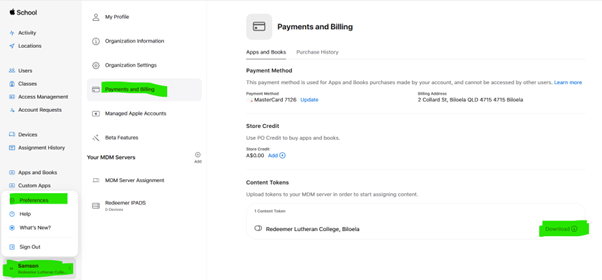 School
Activity
Locations
Users
Classes
Access Management
Account Requests
Devices
Assignment History
Apps and Books
Custom Apps
Preferences
Help
What's New?
Sign Out
Samson
Redeemer Lutheran Coll...
My Profile
Organization Information
Organization Settings
Payments and Billing
Managed Apple Accounts
Beta Features
Your MDM Servers
Add
MDM Server Assignment
Redeemer IPADS
0 Devices
Payments and Billing
Apps and Books Purchase History
Payment Method
This payment method is used for Apps and Books purchases made by your account, and cannot be accessed by other users. Learn more
Payment Method Billing Address
MasterCard 7126 Update 2 Collard St, Biloela QLD 4715 4715 Biloela
Store Credit
Use PO Credit to buy apps and books.
Store Credit
A$0.00 Add
Content Tokens
Upload tokens to your MDM server in order to start assigning content.
1 Content Token
Redeemer Lutheran College, Biloela Download